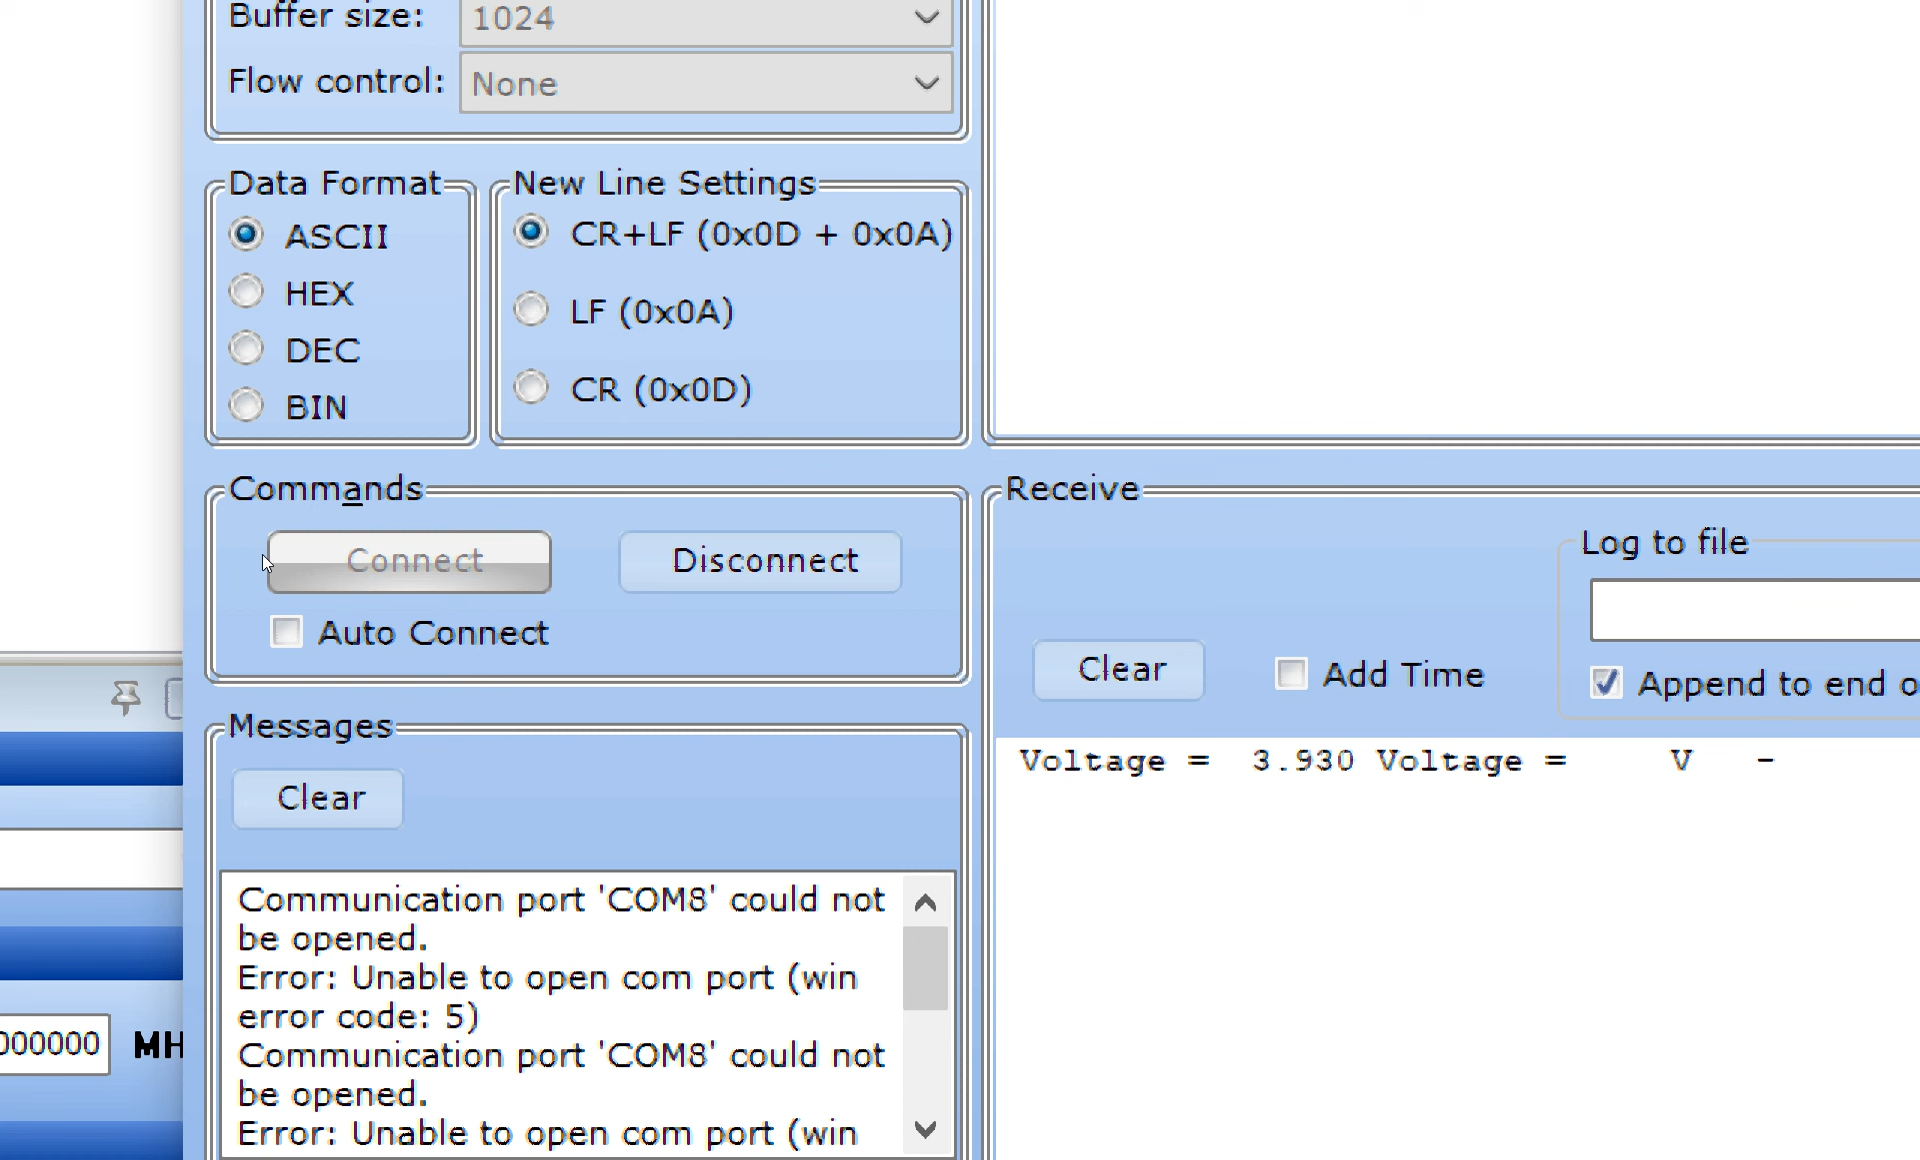 Buffer size: 1024
Flow control: None
Data Format
ASCII
HEX
DEC
BIN
New Line Settings
CR+LF (0x0D + 0x0A)
LF (0x0A)
CR (0x0D)
Commands
Connect Disconnect
Auto Connect
Receive
Log to file
Clear Add Time
Append to end o
Voltage = 3.930 Voltage = V -
Messages
Clear
Communication port 'COM8' could not
be opened.
Error: Unable to open com port (win
error code: 5)
Communication port 'COM8' could not
be opened.
Error: Unable to open com port (win
000000 MH